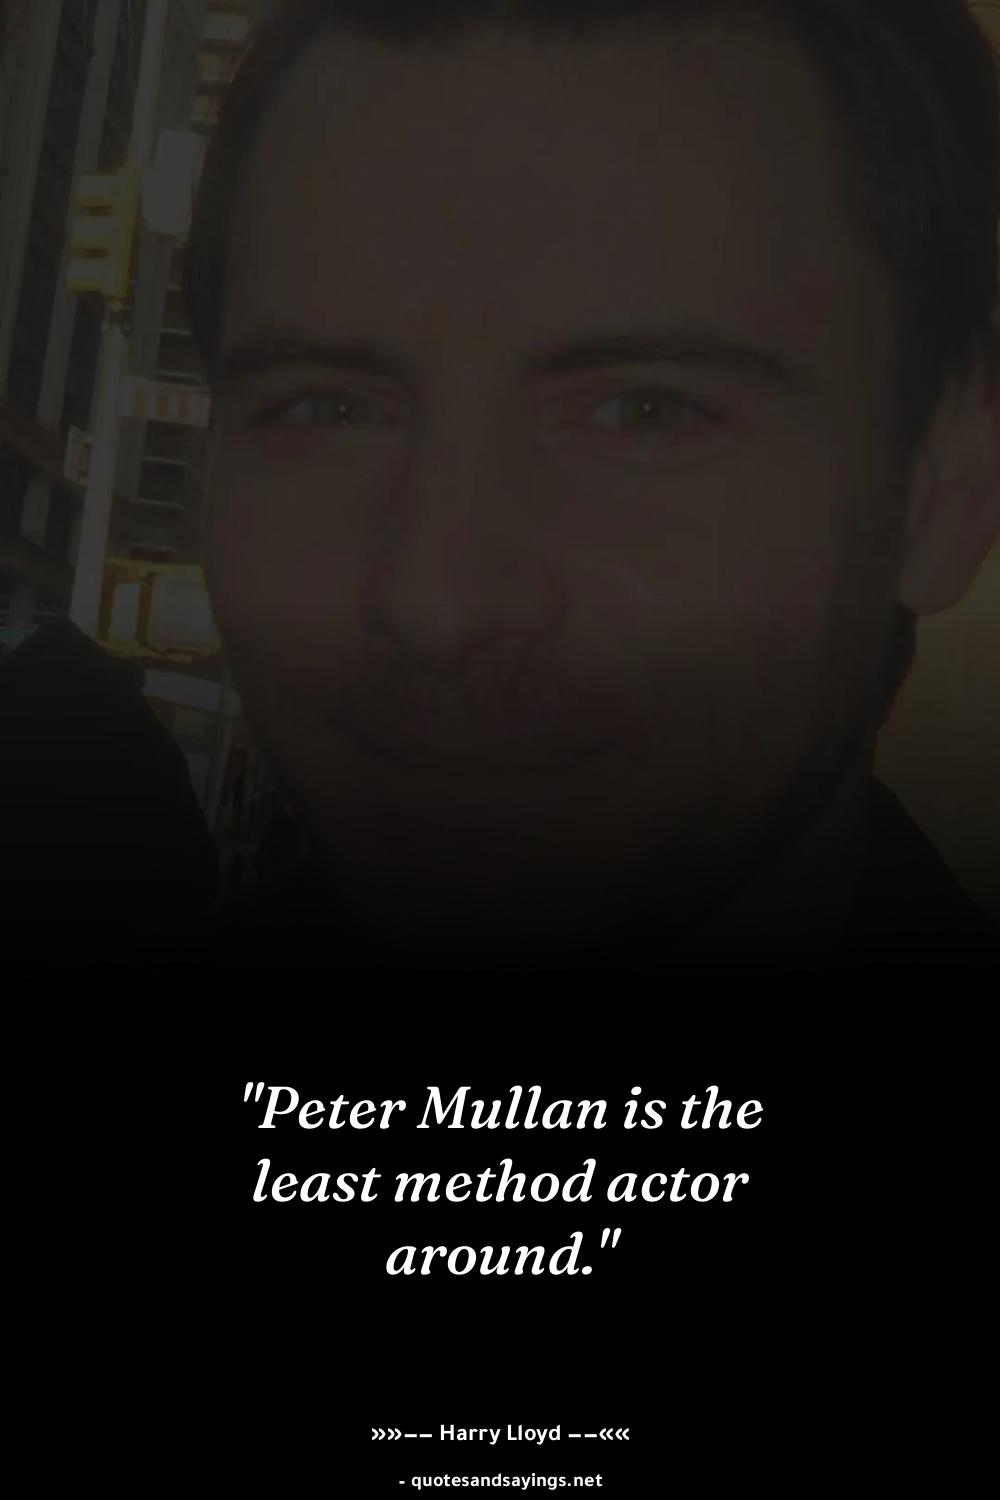 "Peter Mullan is the
least method actor
around."
»»−− Harry Lloyd −−««
- quotesandsayings.net